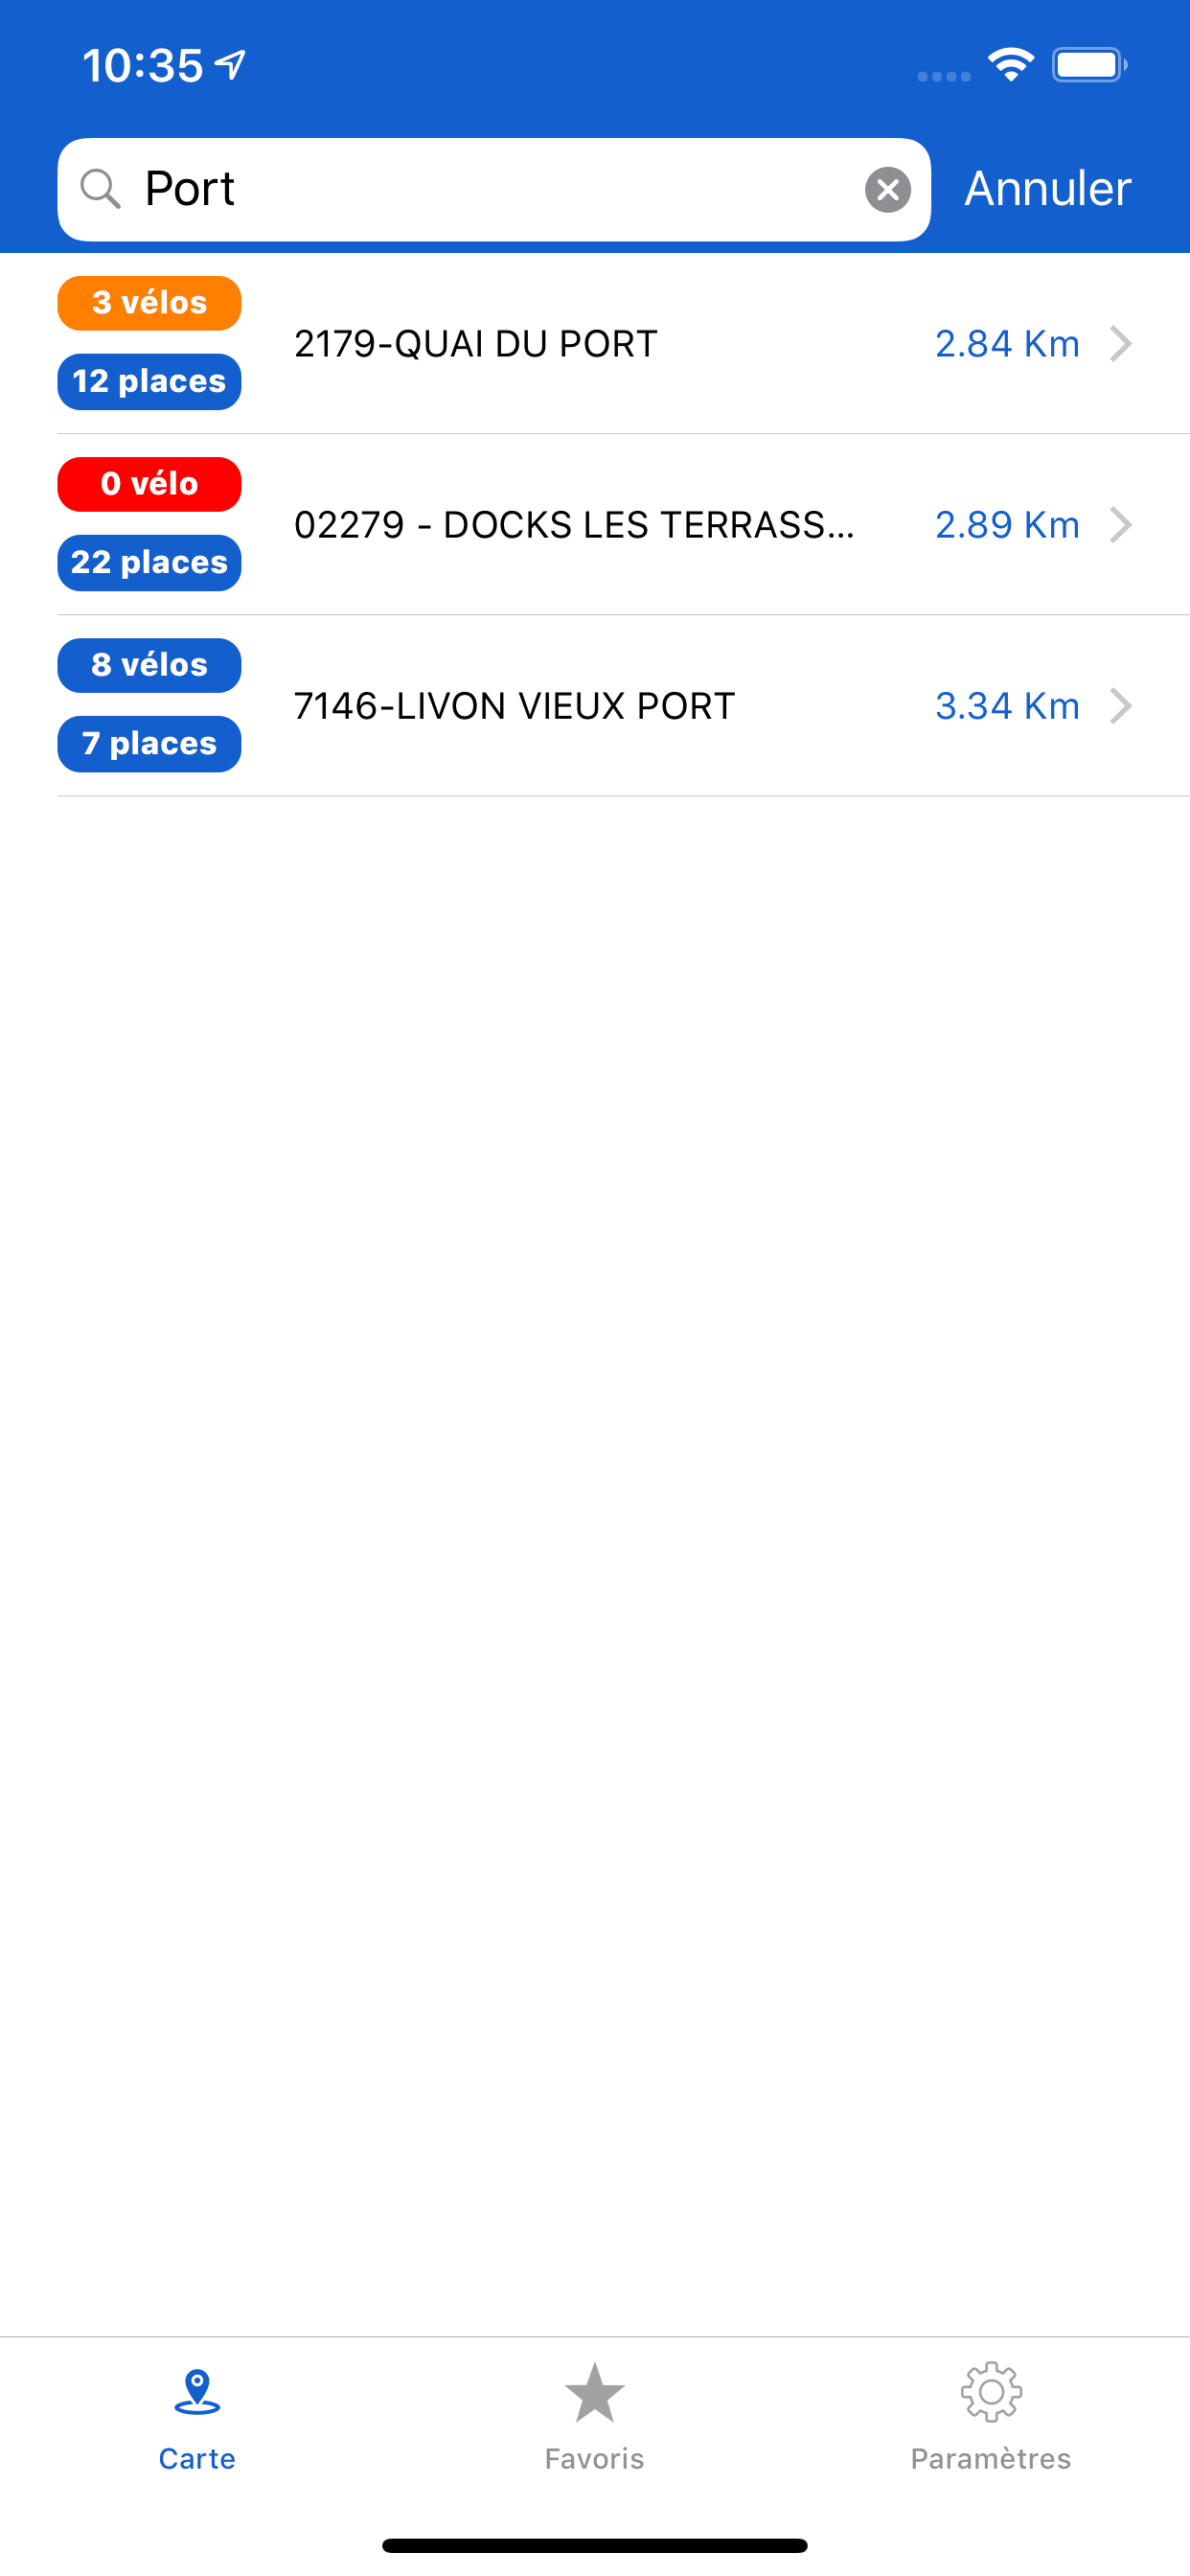 10:35
Port
Annuler
3 vélos
2179-QUAI DU PORT
2.84 Km
12 places
0 vélo
02279 - DOCKS LES TERRASS...
2.89 Km
22 places
8 vélos
7146-LIVON VIEUX PORT
3.34 Km
7 places
Carte
Favoris
Paramètres